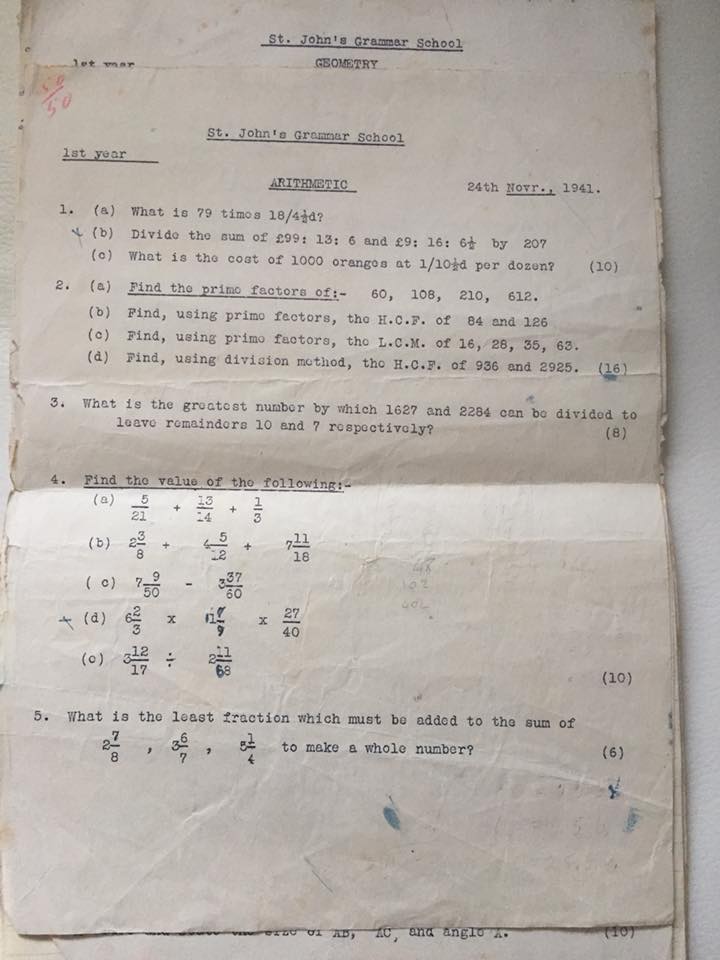 St. John's Grammar School
1st year GEOMETRY
50/50
St. John's Grammar School
1st year
ARITHMETIC 24th Novr., 1941.
1. (a) What is 79 times 18/4½d?
(b) Divide the sum of £99: 13: 6 and £9: 16: 6½ by 207
(c) What is the cost of 1000 oranges at 1/10½d per dozen? (10)
2. (a) Find the prime factors of:- 60, 108, 210, 612.
(b) Find, using prime factors, the H.C.F. of 84 and 126
(c) Find, using prime factors, the L.C.M. of 16, 28, 35, 63.
(d) Find, using division method, the H.C.F. of 936 and 2925. (16)
3. What is the greatest number by which 1627 and 2284 can be divided to
leave remainders 10 and 7 respectively? (8)
4. Find the value of the following:-
(a) 5/21 + 13/14 + 1/3
(b) 2 3/8 + 4 5/12 + 7 11/18
(c) 7 9/50 - 3 37/60
(d) 6 2/3 x x 27/40
(e) 3 12/17 ÷ 2 11/68
(10)
5. What is the least fraction which must be added to the sum of
2 7/8, 3 6/7, 5 1/4 to make a whole number? (6)
the size of AB, AC, and angle A. (10)